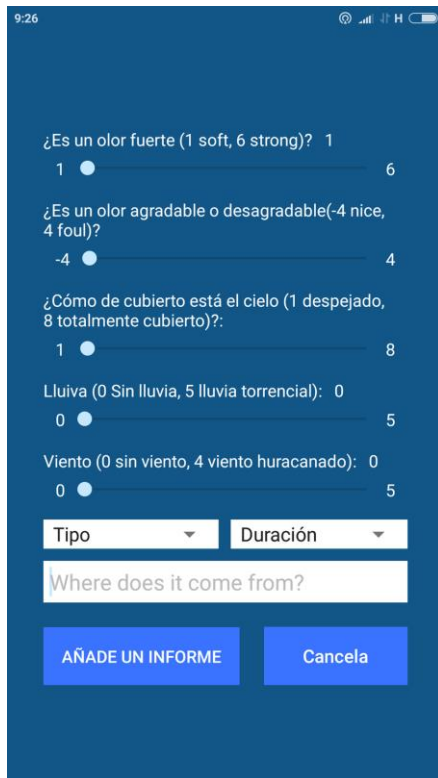 9:26 H
¿Es un olor fuerte (1 soft, 6 strong)? 1
1 6
¿Es un olor agradable o desagradable(-4 nice,
4 foul)?
-4 4
¿Cómo de cubierto está el cielo (1 despejado,
8 totalmente cubierto)?:
1 8
Lluiva (0 Sin lluvia, 5 lluvia torrencial): 0
0 5
Viento (0 sin viento, 4 viento huracanado): 0
0 5
Tipo Duración
Where does it come from?
AÑADE UN INFORME Cancela